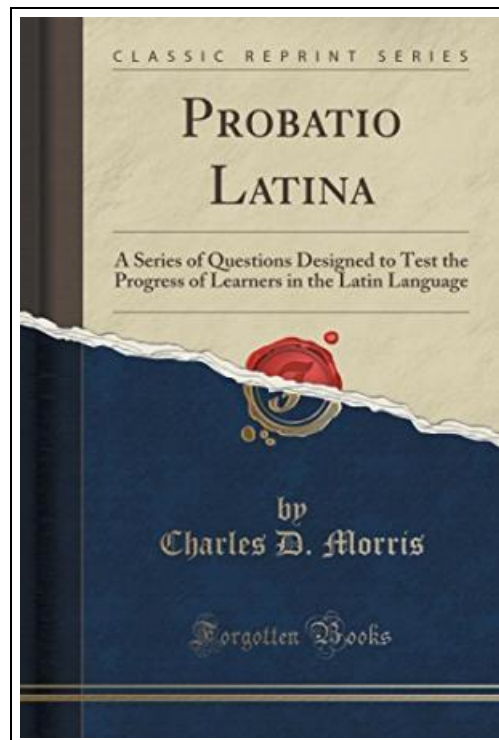 CLASSIC REPRINT SERIES
PROBATIO
LATINA
A Series of Questions Designed to Test the
Progress of Learners in the Latin Language
by
Charles D. Morris
Forgotten Books